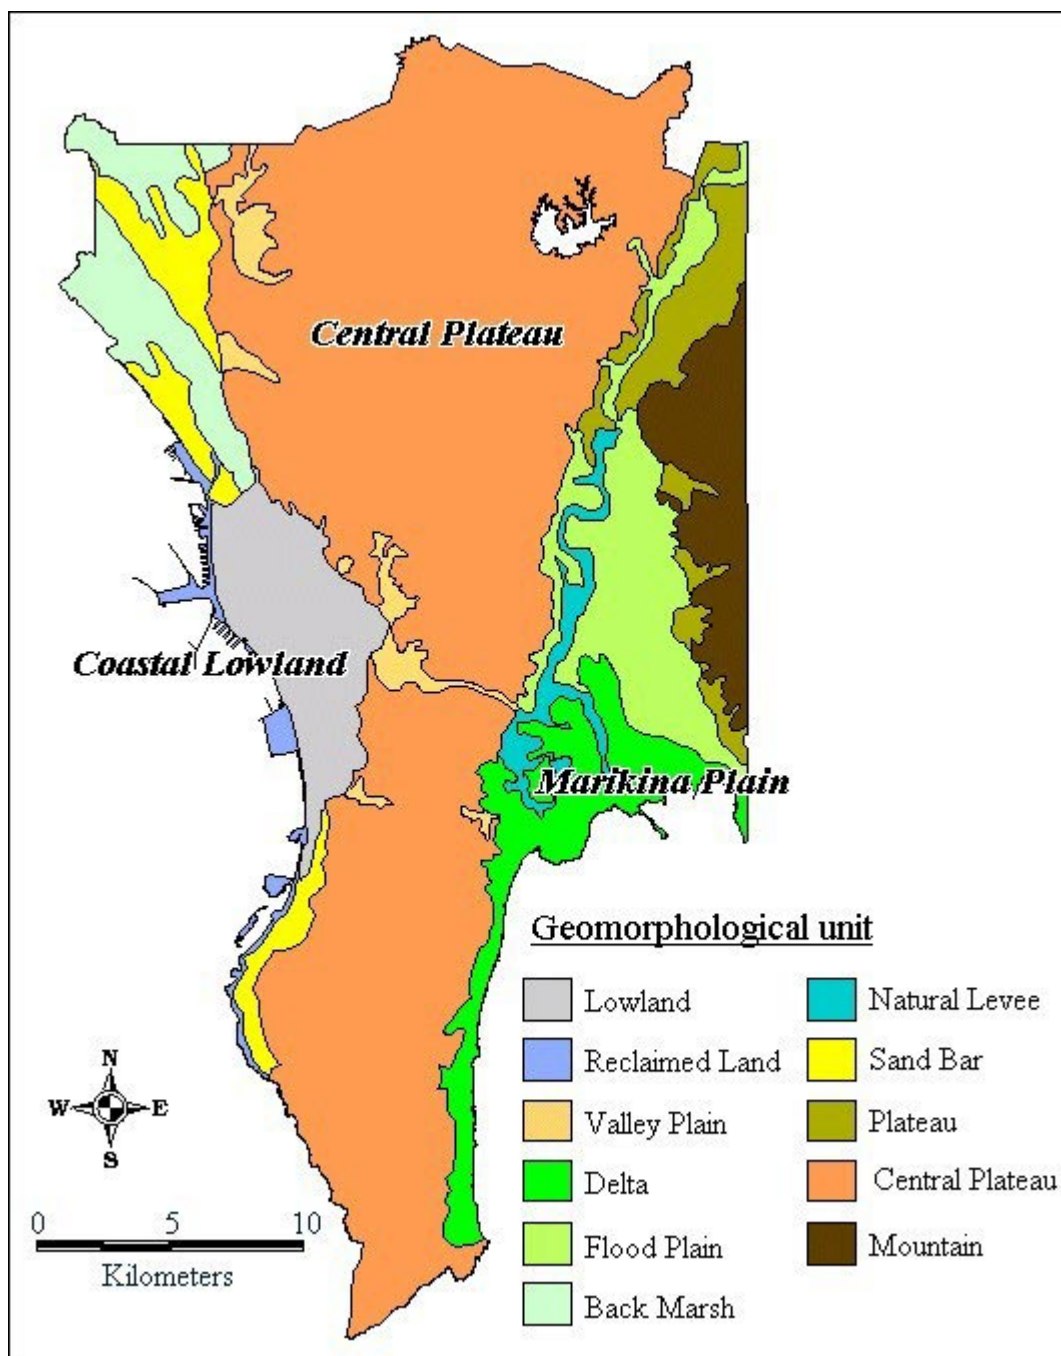 Central Plateau
Coastal Lowland
Marikina Plain
Geomorphological unit
Lowland
Reclaimed Land
Valley Plain
Delta
Flood Plain
Back Marsh
Natural Levee
Sand Bar
Plateau
Central Plateau
Mountain
N
W E
S
0 5 10
Kilometers